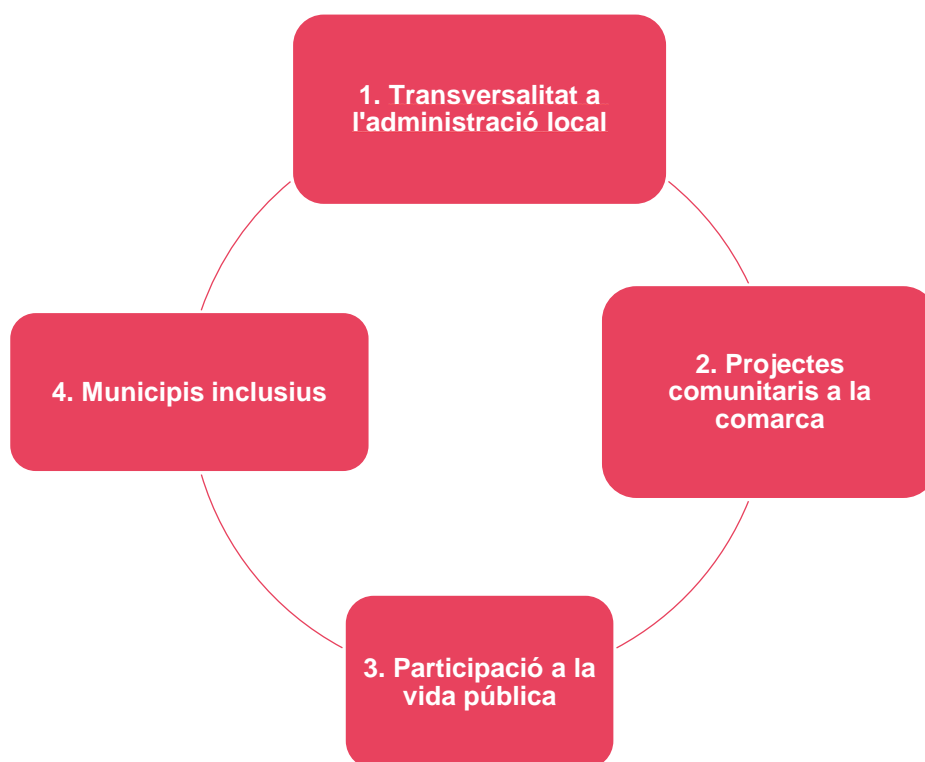 1. Transversalitat a
l'administració local
2. Projectes
comunitaris a la
comarca
3. Participació a la
vida pública
4. Municipis inclusius